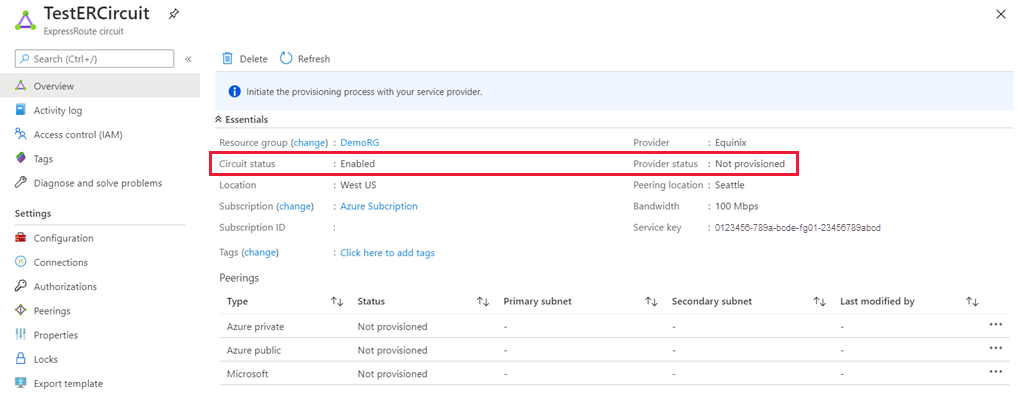 TestERCircuit
ExpressRoute circuit
Search (Ctrl+/)
«
Overview
Activity log
Access control (IAM)
Tags
Diagnose and solve problems
Settings
Configuration
Connections
Authorizations
Peerings
Properties
Locks
Export template
Delete Refresh
Initiate the provisioning process with your service provider.
Essentials
Resource group (change) : DemoRG Provider : Equinix
Circuit status : Enabled Provider status : Not provisioned
Location : West US Peering location : Seattle
Subscription (change) : Azure Subcription Bandwidth : 100 Mbps
Subscription ID : Service key : 0123456-789a-bcde-fg01-23456789abcd
Tags (change) : Click here to add tags
Peerings
Type Status Primary subnet Secondary subnet Last modified by
Azure private Not provisioned - - -
Azure public Not provisioned - - -
Microsoft Not provisioned - - -